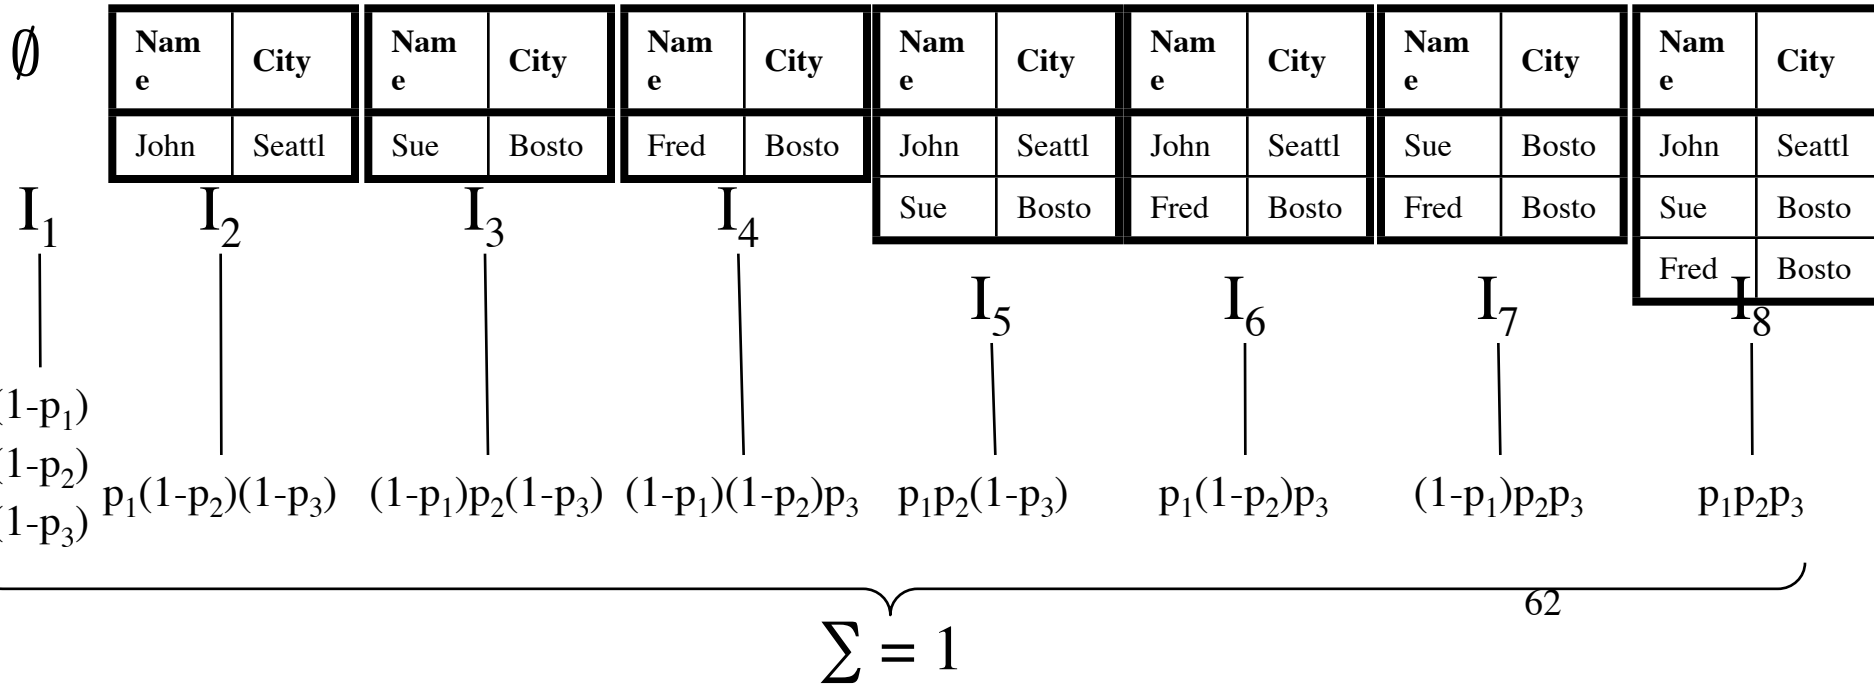 ∅
Nam
e
City
Nam
e
City
Nam
e
City
Nam
e
City
Nam
e
City
Nam
e
City
Nam
e
City
John Seattl
Sue Bosto
Fred Bosto
John Seattl
John Seattl
Sue Bosto
John Seattl
Sue Bosto
Fred Bosto
Fred Bosto
Sue Bosto
Fred Bosto
I₁ I₂ I₃ I₄
I₅ I₆ I₇ I₈
(1-p₁)
(1-p₂)
(1-p₃)
p₁(1-p₂)(1-p₃)
(1-p₁)p₂(1-p₃)
(1-p₁)(1-p₂)p₃
p₁p₂(1-p₃)
p₁(1-p₂)p₃
(1-p₁)p₂p₃
p₁p₂p₃
62
∑ = 1